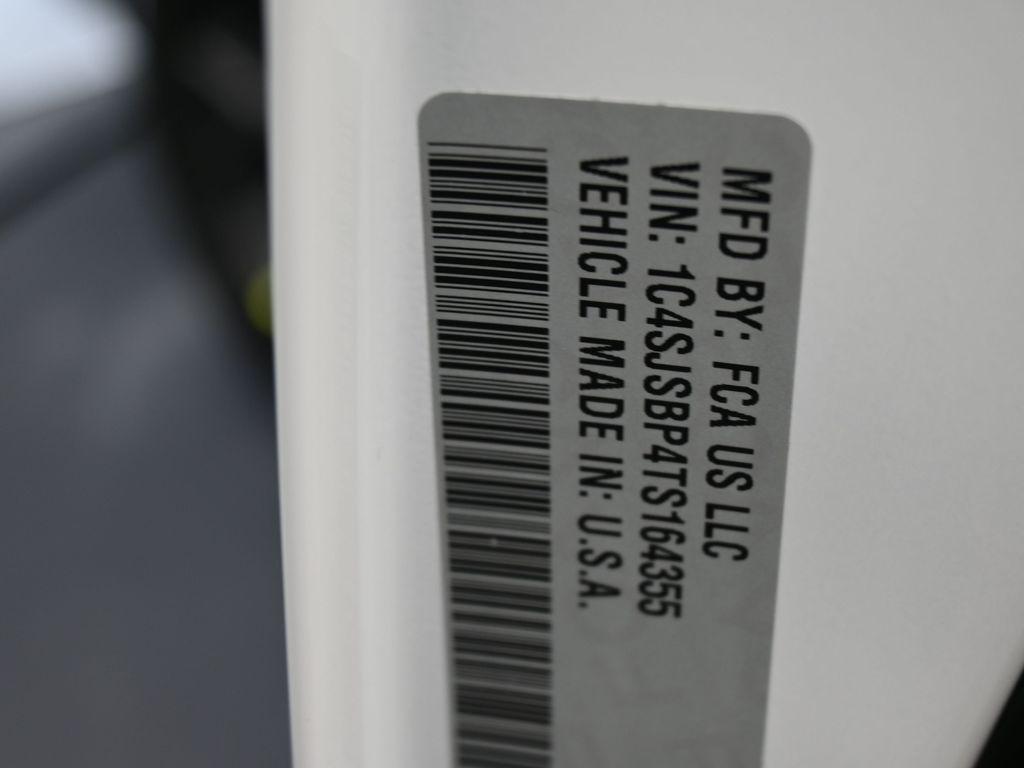 MFD BY: FCA US LLC
VIN: 1C4SJSBP4TS164355
VEHICLE MADE IN: U.S.A.